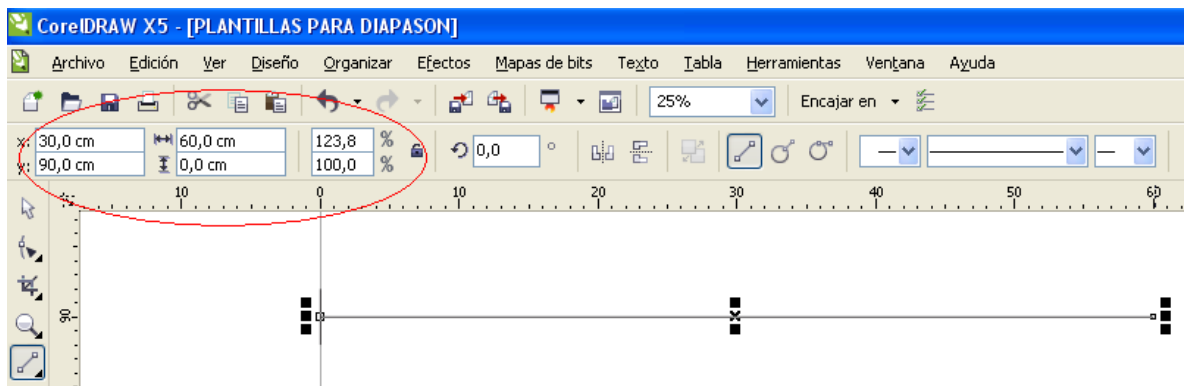 CorelDRAW X5 - [PLANTILLAS PARA DIAPASON]
Archivo Edición Ver Diseño Organizar Efectos Mapas de bits Texto Tabla Herramientas Ventana Ayuda
25% Encajar en
x: 30,0 cm 60,0 cm 123,8 %
y: 90,0 cm 0,0 cm 100,0 % 0,0 °
10 0 10 20 30 40 50 60
90